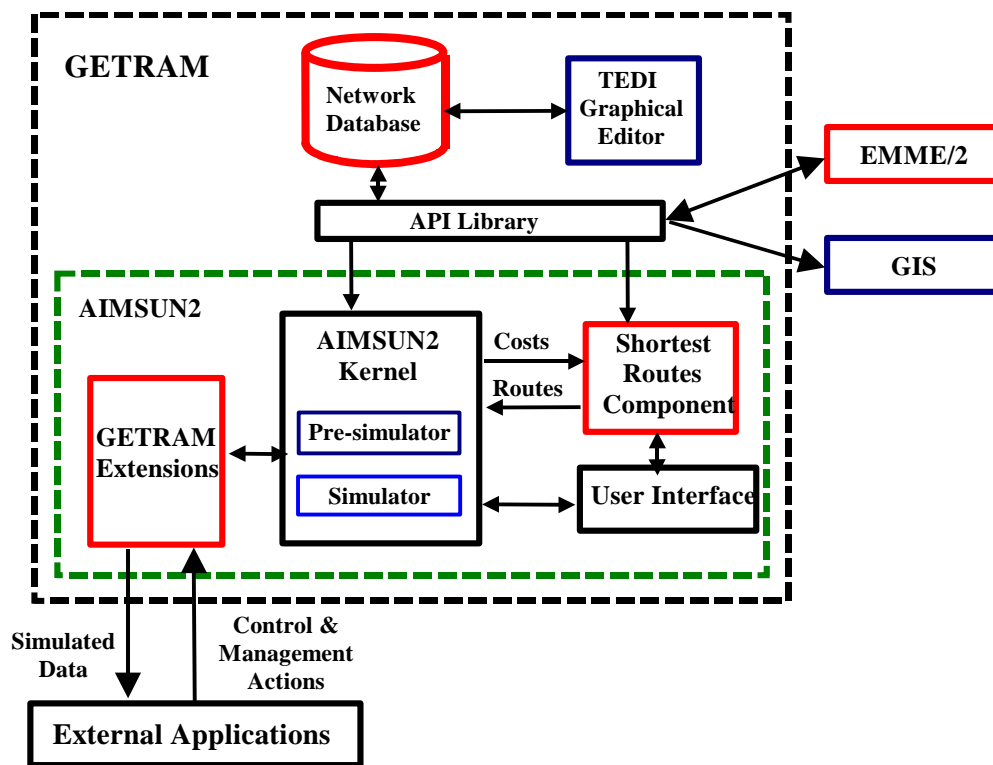 GETRAM
Network
Database
TEDI
Graphical
Editor
EMME/2
API Library
GIS
AIMSUN2
AIMSUN2
Kernel
Costs
Routes
Shortest
Routes
Component
GETRAM
Extensions
Pre-simulator
Simulator
User Interface
Simulated
Data
Control &
Management
Actions
External Applications